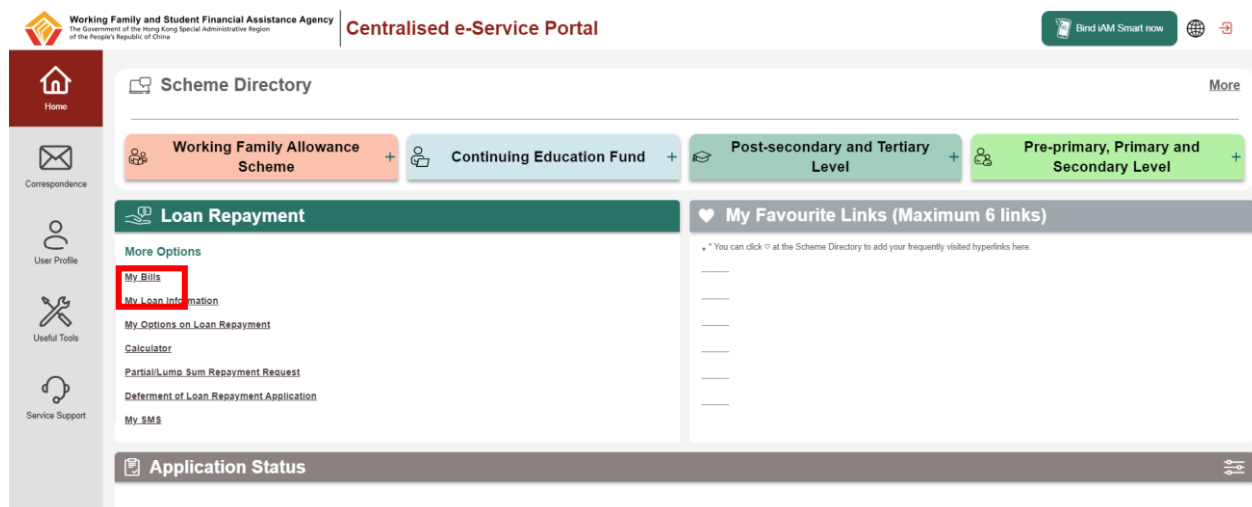 Working Family and Student Financial Assistance Agency
The Government of the Hong Kong Special Administrative Region
of the People's Republic of China
Centralised e-Service Portal
Bind iAM Smart now
Home
Scheme Directory
More
Working Family Allowance
Scheme
+
Continuing Education Fund
+
Post-secondary and Tertiary
Level
+
Pre-primary, Primary and
Secondary Level
+
Correspondence
User Profile
Useful Tools
Service Support
Loan Repayment
More Options
My Bills
My Loan Information
My Options on Loan Repayment
Calculator
Partial/Lump Sum Repayment Request
Deferment of Loan Repayment Application
My SMS
My Favourite Links (Maximum 6 links)
* You can click ♡ at the Scheme Directory to add your frequently visited hyperlinks here.
----------
----------
----------
----------
----------
----------
Application Status